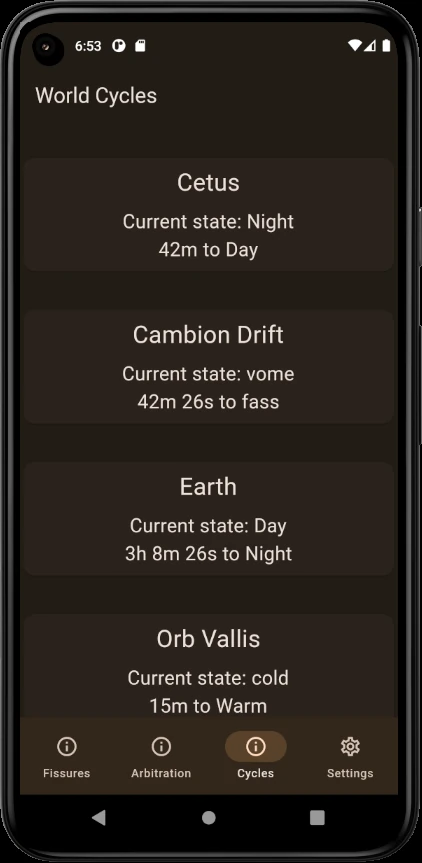 6:53
World Cycles
Cetus
Current state: Night
42m to Day
Cambion Drift
Current state: vome
42m 26s to fass
Earth
Current state: Day
3h 8m 26s to Night
Orb Vallis
Current state: cold
15m to Warm
Fissures Arbitration Cycles Settings